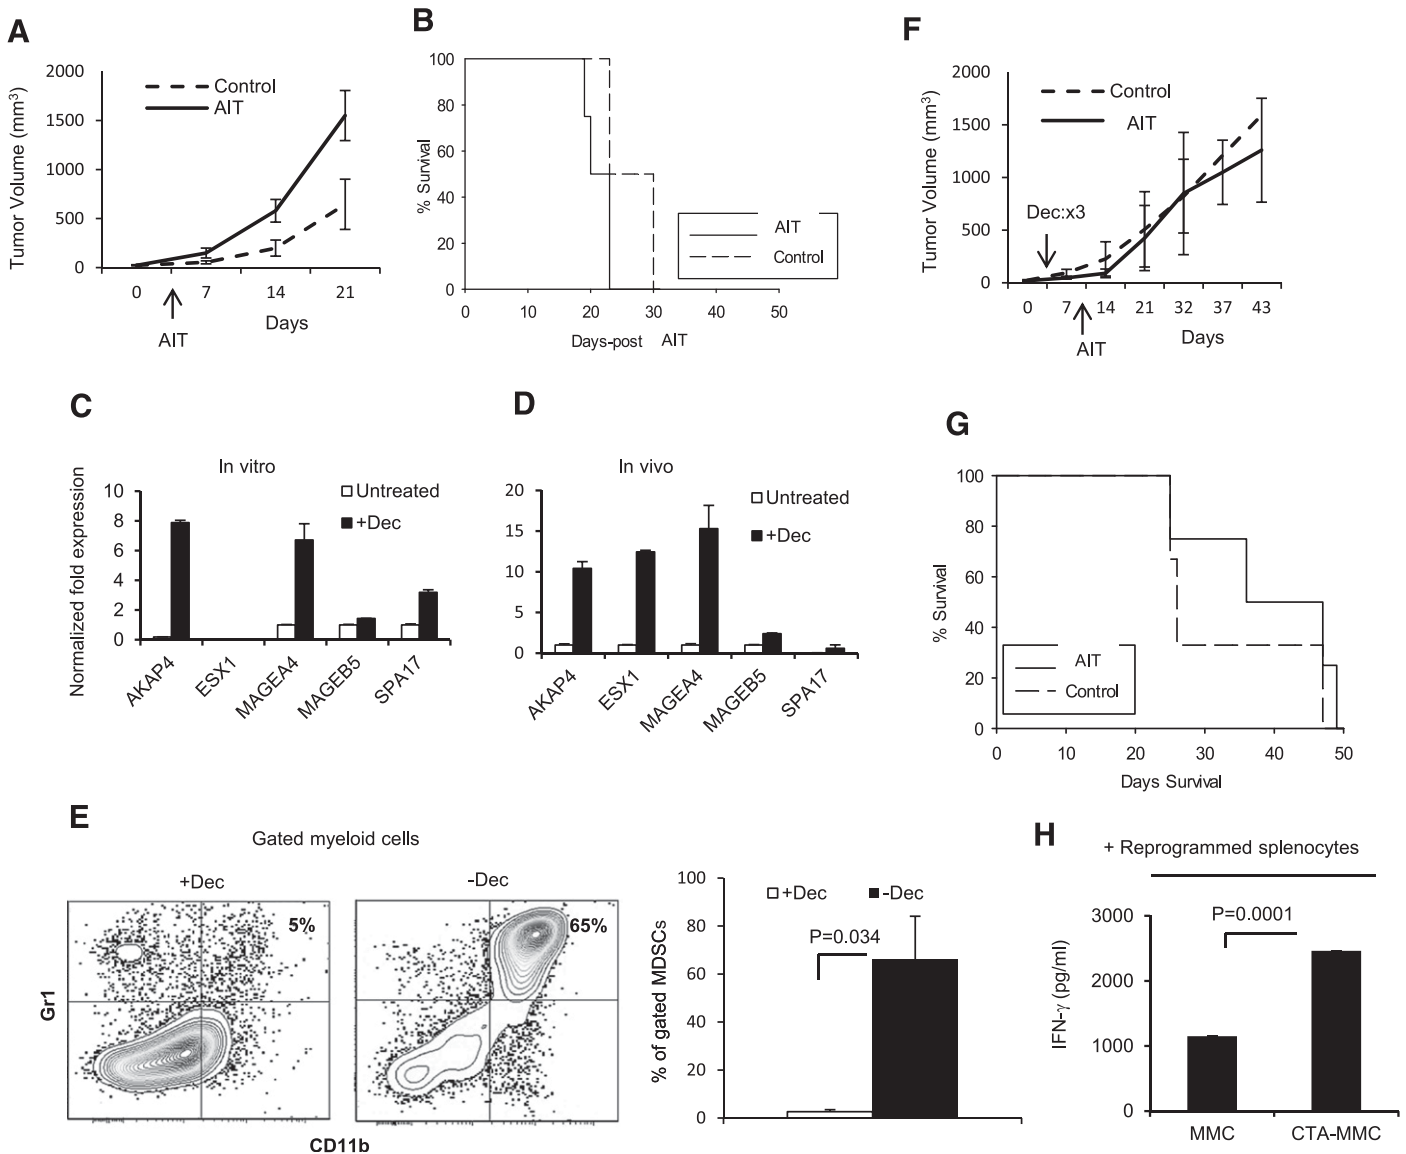 A
Tumor Volume (mm³)
2000
1500
1000
500
0
Control
AIT
0 7 14 21
AIT
Days
B
% Survival
100
80
60
40
20
0
AIT
Control
0 10 20 30 40 50
Days-post AIT
F
Tumor Volume (mm³)
2000
1500
1000
500
0
Control
AIT
Dec:x3
0 7 14 21 32 37 43
AIT
Days
C
In vitro
Normalized fold expression
10
8
6
4
2
0
Untreated
+Dec
AKAP4
ESX1
MAGEA4
MAGEB5
SPA17
D
In vivo
20
15
10
5
0
Untreated
+Dec
AKAP4
ESX1
MAGEA4
MAGEB5
SPA17
G
% Survival
100
80
60
40
20
0
AIT
Control
0 10 20 30 40 50
Days Survival
E
Gated myeloid cells
+Dec
-Dec
5%
65%
Gr1
CD11b
% of gated MDSCs
100
80
60
40
20
0
+Dec
-Dec
P=0.034
H
+ Reprogrammed splenocytes
IFN-γ (pg/ml)
3000
2000
1000
0
P=0.0001
MMC
CTA-MMC